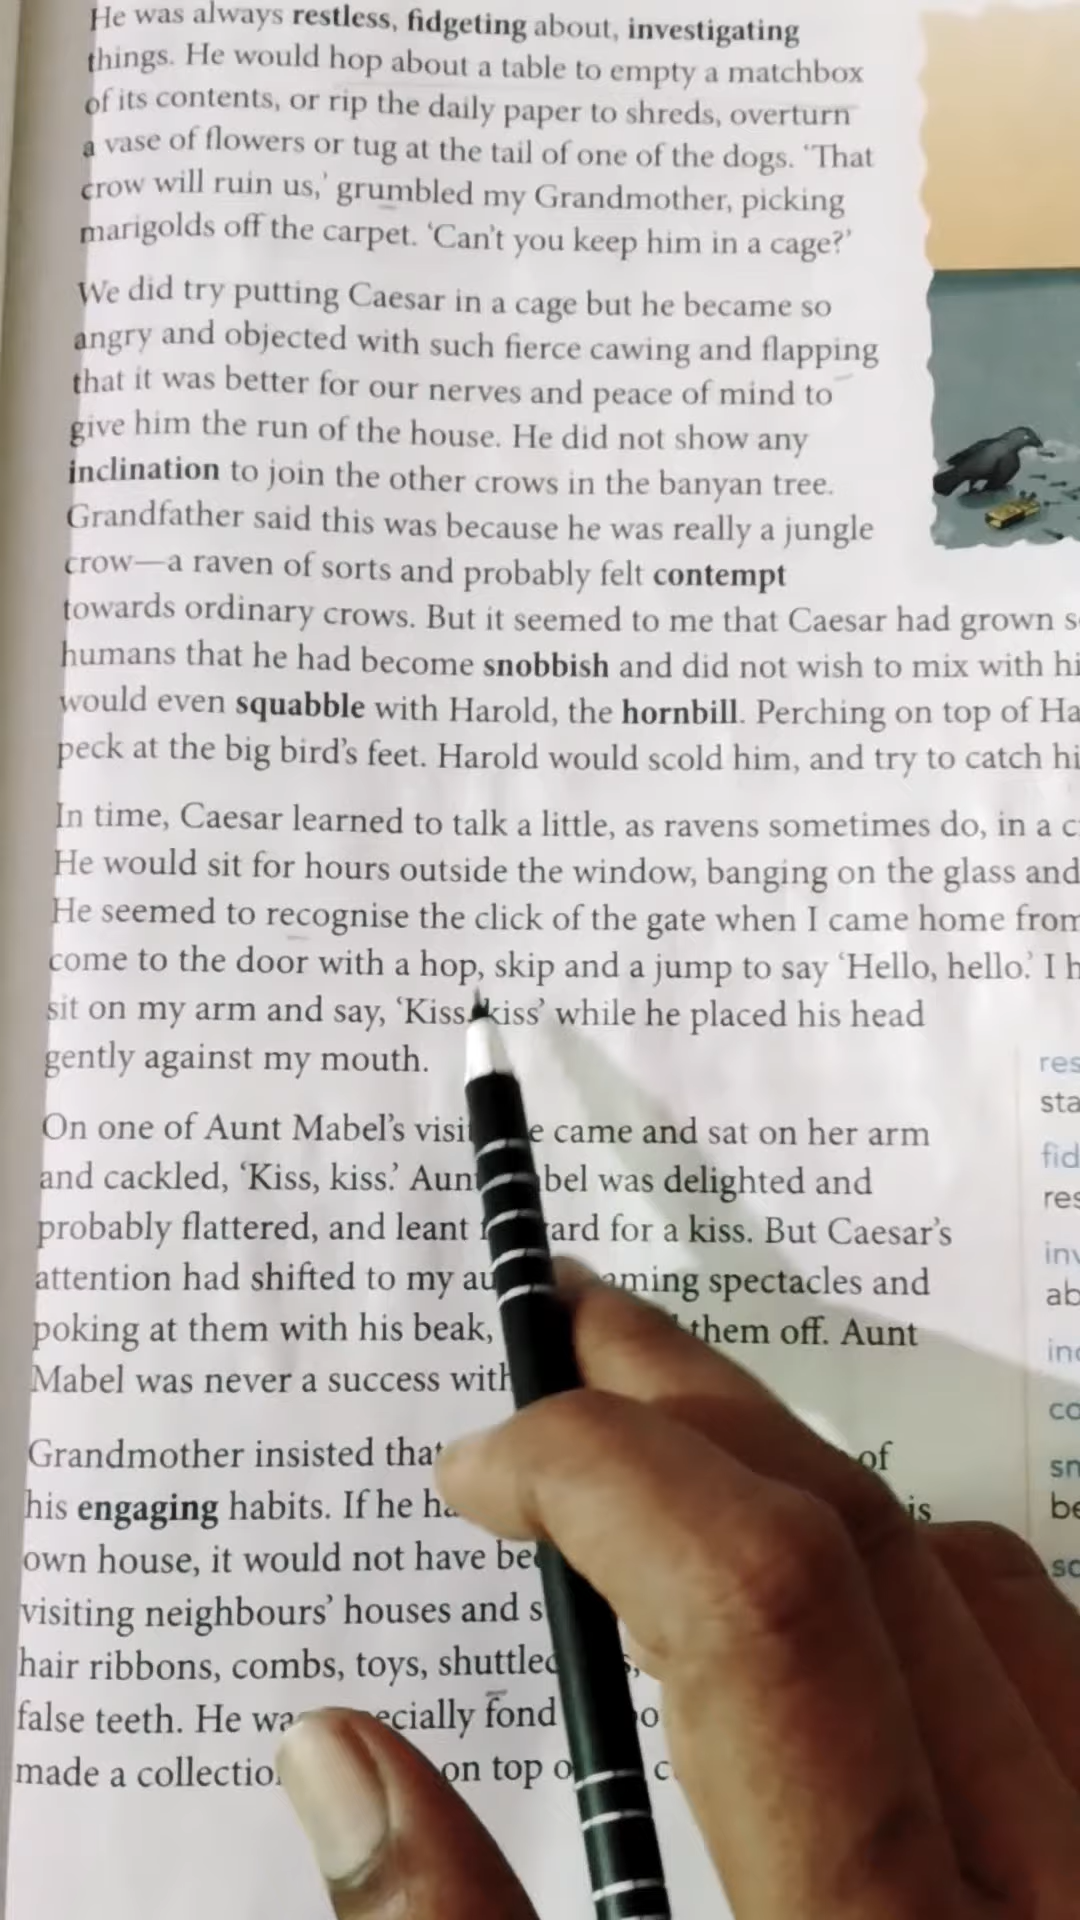 He was always restless, fidgeting about, investigating
things. He would hop about a table to empty a matchbox
of its contents, or rip the daily paper to shreds, overturn
a vase of flowers or tug at the tail of one of the dogs. ‘That
crow will ruin us,’ grumbled my Grandmother, picking
marigolds off the carpet. ‘Can’t you keep him in a cage?’
We did try putting Caesar in a cage but he became so
angry and objected with such fierce cawing and flapping
that it was better for our nerves and peace of mind to
give him the run of the house. He did not show any
inclination to join the other crows in the banyan tree.
Grandfather said this was because he was really a jungle
crow—a raven of sorts and probably felt contempt
towards ordinary crows. But it seemed to me that Caesar had grown
humans that he had become snobbish and did not wish to mix with
would even squabble with Harold, the hornbill. Perching on top of
peck at the big bird’s feet. Harold would scold him, and try to catch
In time, Caesar learned to talk a little, as ravens sometimes do, in a
He would sit for hours outside the window, banging on the glass and
He seemed to recognise the click of the gate when I came home from
come to the door with a hop, skip and a jump to say ‘Hello, hello.’ I
sit on my arm and say, ‘Kiss, kiss’ while he placed his head
gently against my mouth.
On one of Aunt Mabel’s came and sat on her arm
and cackled, ‘Kiss, kiss.’ Aunt Mabel was delighted and
probably flattered, and leant forward for a kiss. But Caesar’s
attention had shifted to my spectacles and
poking at them with his beak, them off. Aunt
Mabel was never a success with
Grandmother insisted that of
his engaging habits. If he is
own house, it would not have
visiting neighbours’ houses and
hair ribbons, combs, toys,
false teeth. He was especially fond
made a collection on top